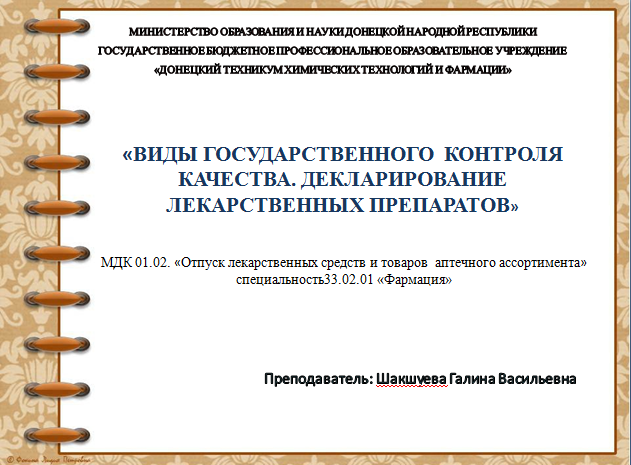 МИНИСТЕРСТВО ОБРАЗОВАНИЯ И НАУКИ ДОНЕЦКОЙ НАРОДНОЙ РЕСПУБЛИКИ
ГОСУДАРСТВЕННОЕ БЮДЖЕТНОЕ ПРОФЕССИОНАЛЬНОЕ ОБРАЗОВАТЕЛЬНОЕ УЧРЕЖДЕНИЕ
«ДОНЕЦКИЙ ТЕХНИКУМ ХИМИЧЕСКИХ ТЕХНОЛОГИЙ И ФАРМАЦИИ»
«ВИДЫ ГОСУДАРСТВЕННОГО КОНТРОЛЯ
КАЧЕСТВА. ДЕКЛАРИРОВАНИЕ
ЛЕКАРСТВЕННЫХ ПРЕПАРАТОВ»
МДК 01.02. «Отпуск лекарственных средств и товаров аптечного ассортимента»
специальность33.02.01 «Фармация»
Преподаватель: Шакшуева Галина Васильевна